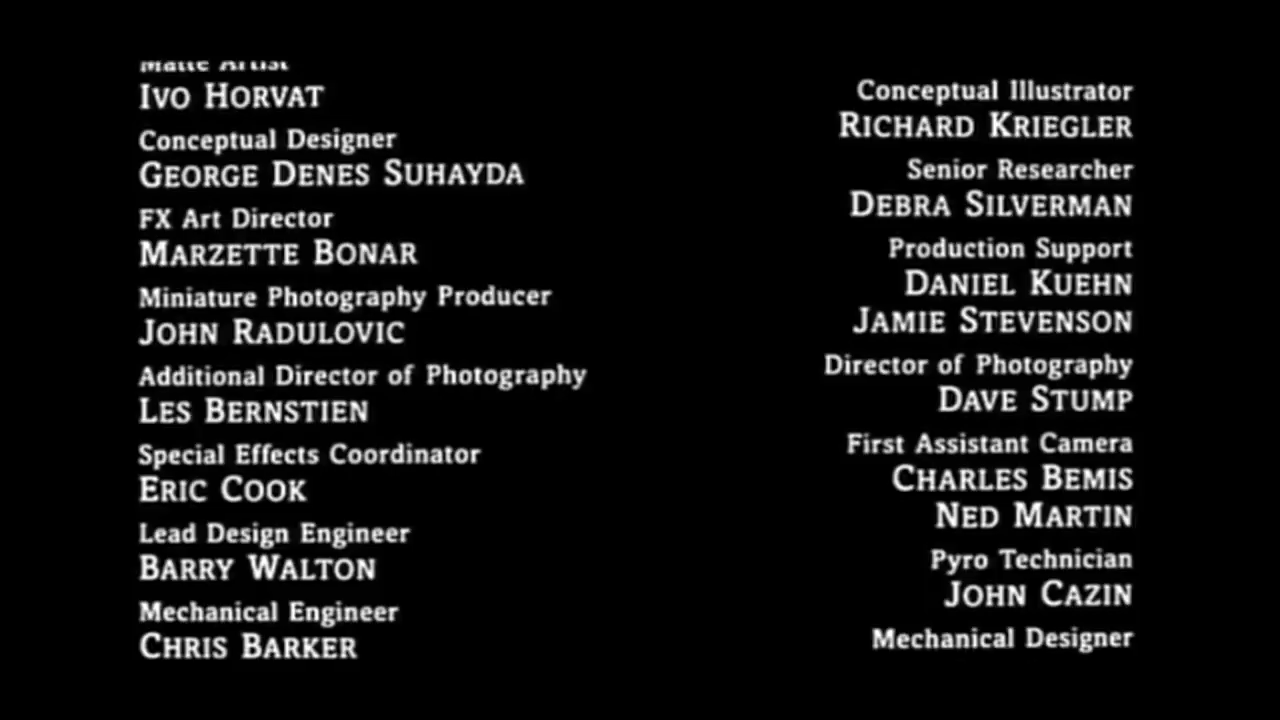 Matte Artist
IVO HORVAT
Conceptual Designer
GEORGE DENES SUHAYDA
FX Art Director
MARZETTE BONAR
Miniature Photography Producer
JOHN RADULOVIC
Additional Director of Photography
LES BERNSTIEN
Special Effects Coordinator
ERIC COOK
Lead Design Engineer
BARRY WALTON
Mechanical Engineer
CHRIS BARKER
Conceptual Illustrator
RICHARD KRIEGLER
Senior Researcher
DEBRA SILVERMAN
Production Support
DANIEL KUEHN
JAMIE STEVENSON
Director of Photography
DAVE STUMP
First Assistant Camera
CHARLES BEMIS
NED MARTIN
Pyro Technician
JOHN CAZIN
Mechanical Designer